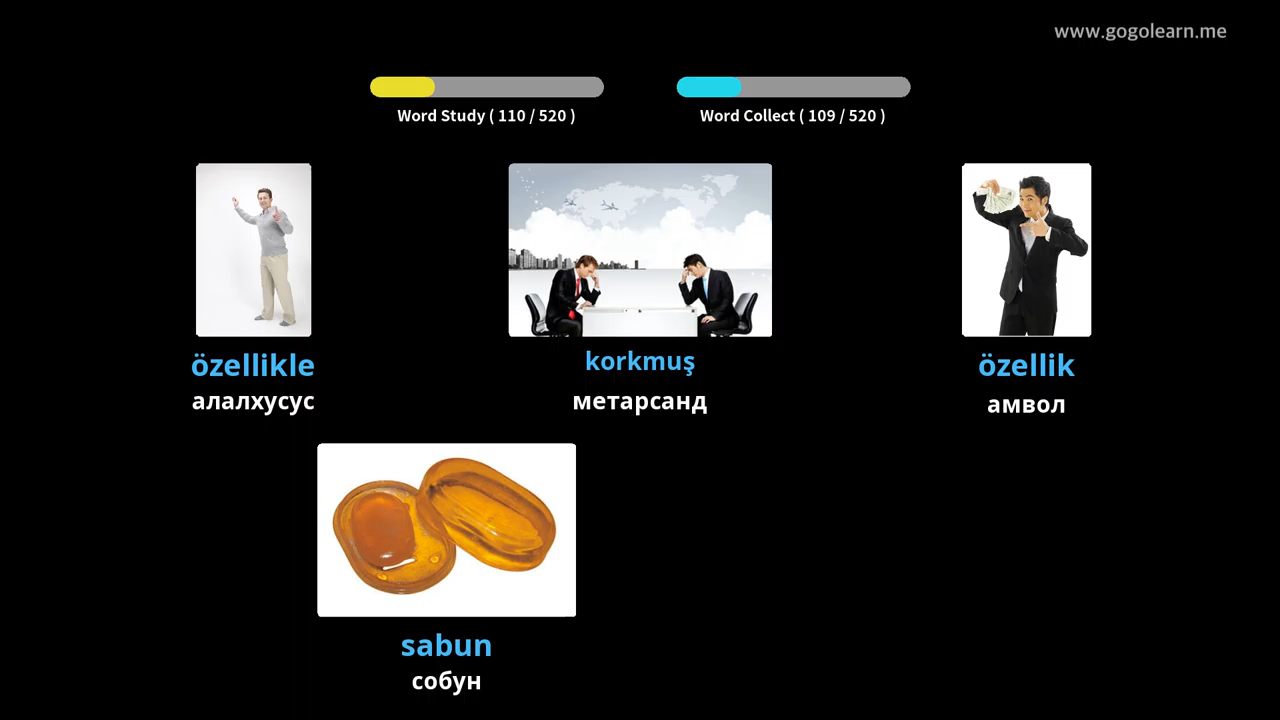 www.gogolearn.me
Word Study ( 110 / 520 )
Word Collect ( 109 / 520 )
özellikle
алалхусус
korkmuş
метарсанд
özellik
амвол
sabun
собун